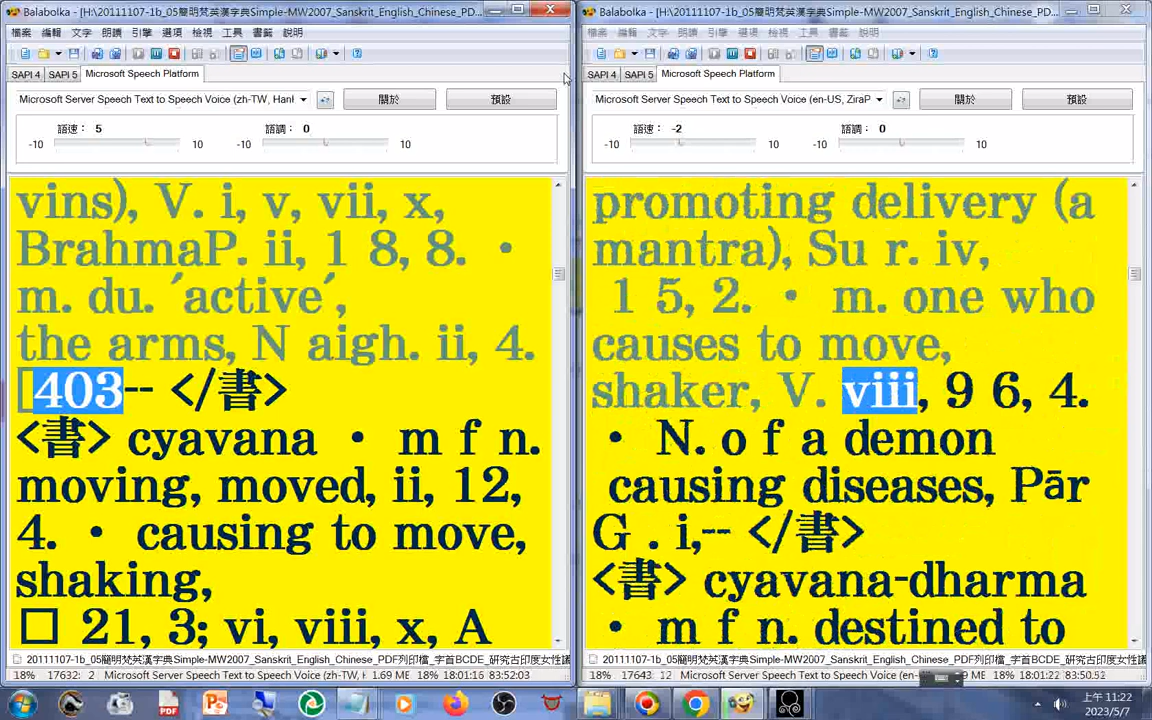 Balabolka - [H:\20111107-1b_05簡明梵英漢字典Simple-MW2007_Sanskrit_English_Chinese_PD...
檔案 編輯 文字 朗讀 引擎 選項 檢視 工具 書籤 說明
SAPI 4 SAPI 5 Microsoft Speech Platform
Microsoft Server Speech Text to Speech Voice (zh-TW, Hanl
關於 預設
語速： 5 語調： 0
-10 10 -10 10
vins), V. i, v, vii, x,
BrahmaP. ii, 1 8, 8. •
m. du. ´active´,
the arms, N aigh. ii, 4.
□403-- </書>
<書> cyavana • m f n.
moving, moved, ii, 12,
4. • causing to move,
shaking,
□ 21, 3; vi, viii, x, A
20111107-1b_05簡明梵英漢字典Simple-MW2007_Sanskrit_English_Chinese_PDF列印檔_字首BCDE_研究古印度女性議
18% 17632: 2 Microsoft Server Speech Text to Speech Voice (zh-TW, H 1.69 MB 18% 18:01:16 83:52:03
Balabolka - [H:\20111107-1b_05簡明梵英漢字典Simple-MW2007_Sanskrit_English_Chinese_PD...
檔案 編輯 文字 朗讀 引擎 選項 檢視 工具 書籤 說明
SAPI 4 SAPI 5 Microsoft Speech Platform
Microsoft Server Speech Text to Speech Voice (en-US, ZiraP
關於 預設
語速： -2 語調： 0
-10 10 -10 10
promoting delivery (a
mantra), Su r. iv,
1 5, 2. • m. one who
causes to move,
shaker, V. viii, 9 6, 4.
• N. o f a demon
causing diseases, Pār
G . i,-- </書>
<書> cyavana-dharma
• m f n. destined to
20111107-1b_05簡明梵英漢字典Simple-MW2007_Sanskrit_English_Chinese_PDF列印檔_字首BCDE_研究古印度女性議
18% 17643 12 Microsoft Server Speech Text to Speech Voice (en-US, 9 MB 18% 18:01:22 83:50.52
上午 11:22
2023/5/7